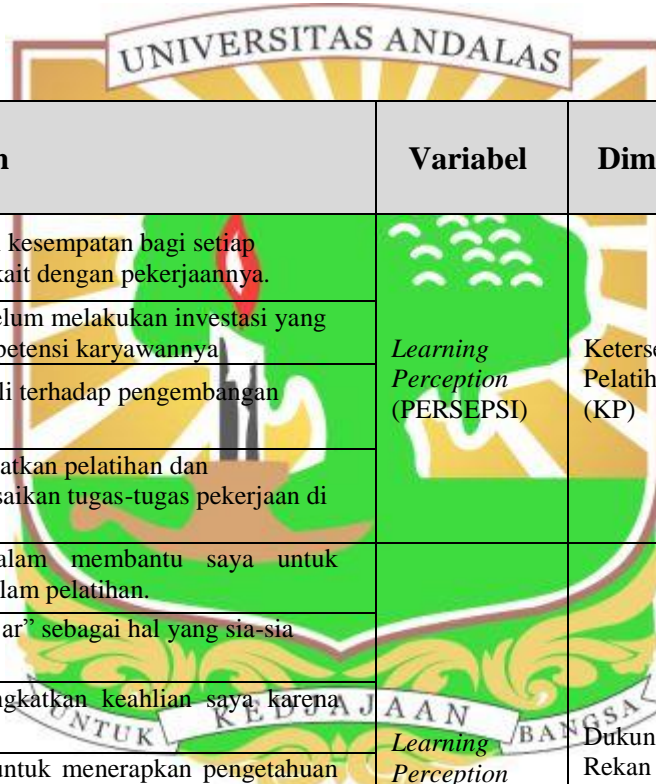 UNIVERSITAS ANDALAS
n Variabel Dim
kesempatan bagi setiap
kait dengan pekerjaannya.
elum melakukan investasi yang
petensi karyawannya
li terhadap pengembangan
Learning
Perception
(PERSEPSI)
Keterse
Pelatih
(KP)
atkan pelatihan dan
saikan tugas-tugas pekerjaan di
alam membantu saya untuk
lam pelatihan.
ar” sebagai hal yang sia-sia
ngkatkan keahlian saya karena
untuk menerapkan pengetahuan
Learning
Perception
Dukun
Rekan
UNTUK KEDJAJAAN BANGSA